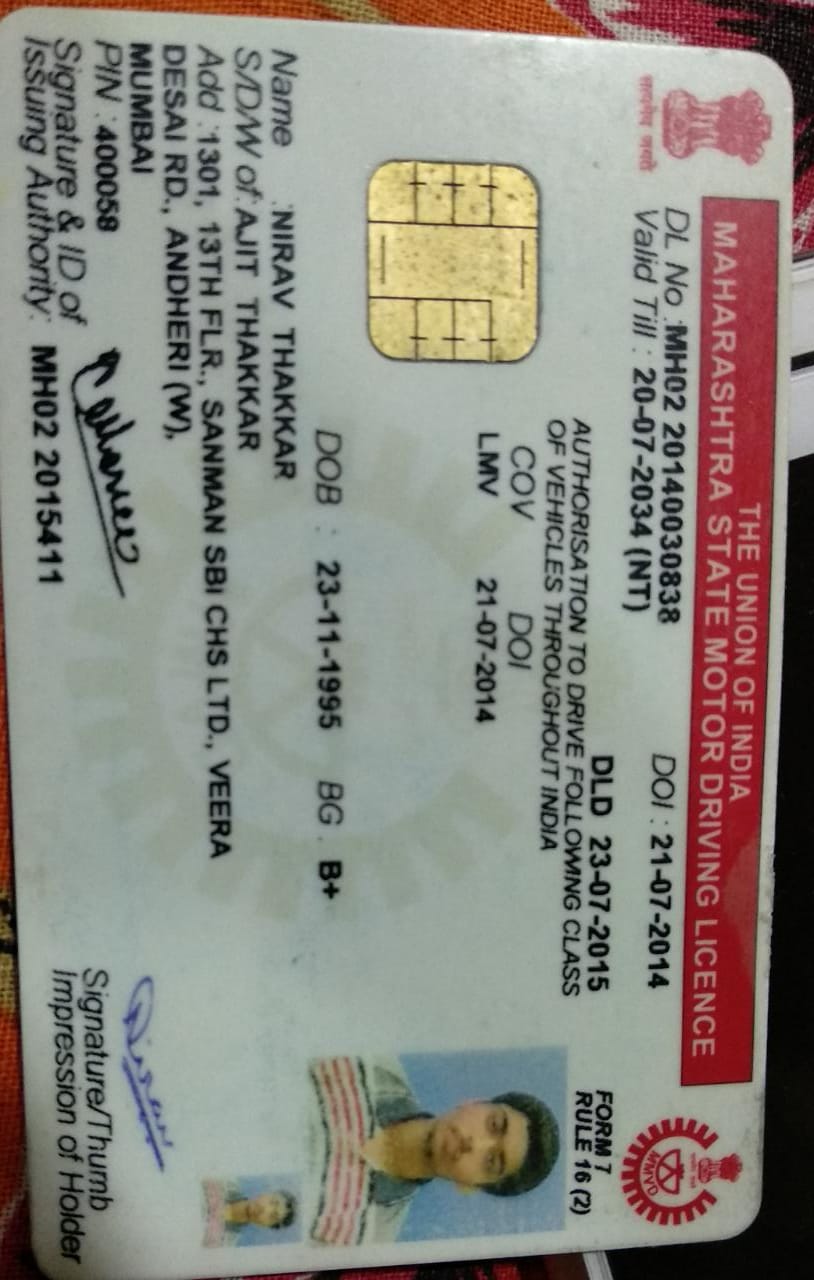 THE UNION OF INDIA
MAHARASHTRA STATE MOTOR DRIVING LICENCE
सत्यमेव जयते
MMVD
DL No : MH02 20140030838 DOI : 21-07-2014
Valid Till : 20-07-2034 (NT)
DLD 23-07-2015
FORM 7
RULE 16 (2)
AUTHORISATION TO DRIVE FOLLOWING CLASS
OF VEHICLES THROUGHOUT INDIA
COV DOI
LMV 21-07-2014
DOB : 23-11-1995 BG : B+
Name : NIRAV THAKKAR
S/D/W of : AJIT THAKKAR
Add : 1301, 13TH FLR., SANMAN SBI CHS LTD., VEERA
DESAI RD., ANDHERI (W),
MUMBAI
PIN : 400058
Signature & ID of
Issuing Authority: MH02 2015411
Nirav
Signature/Thumb
Impression of Holder